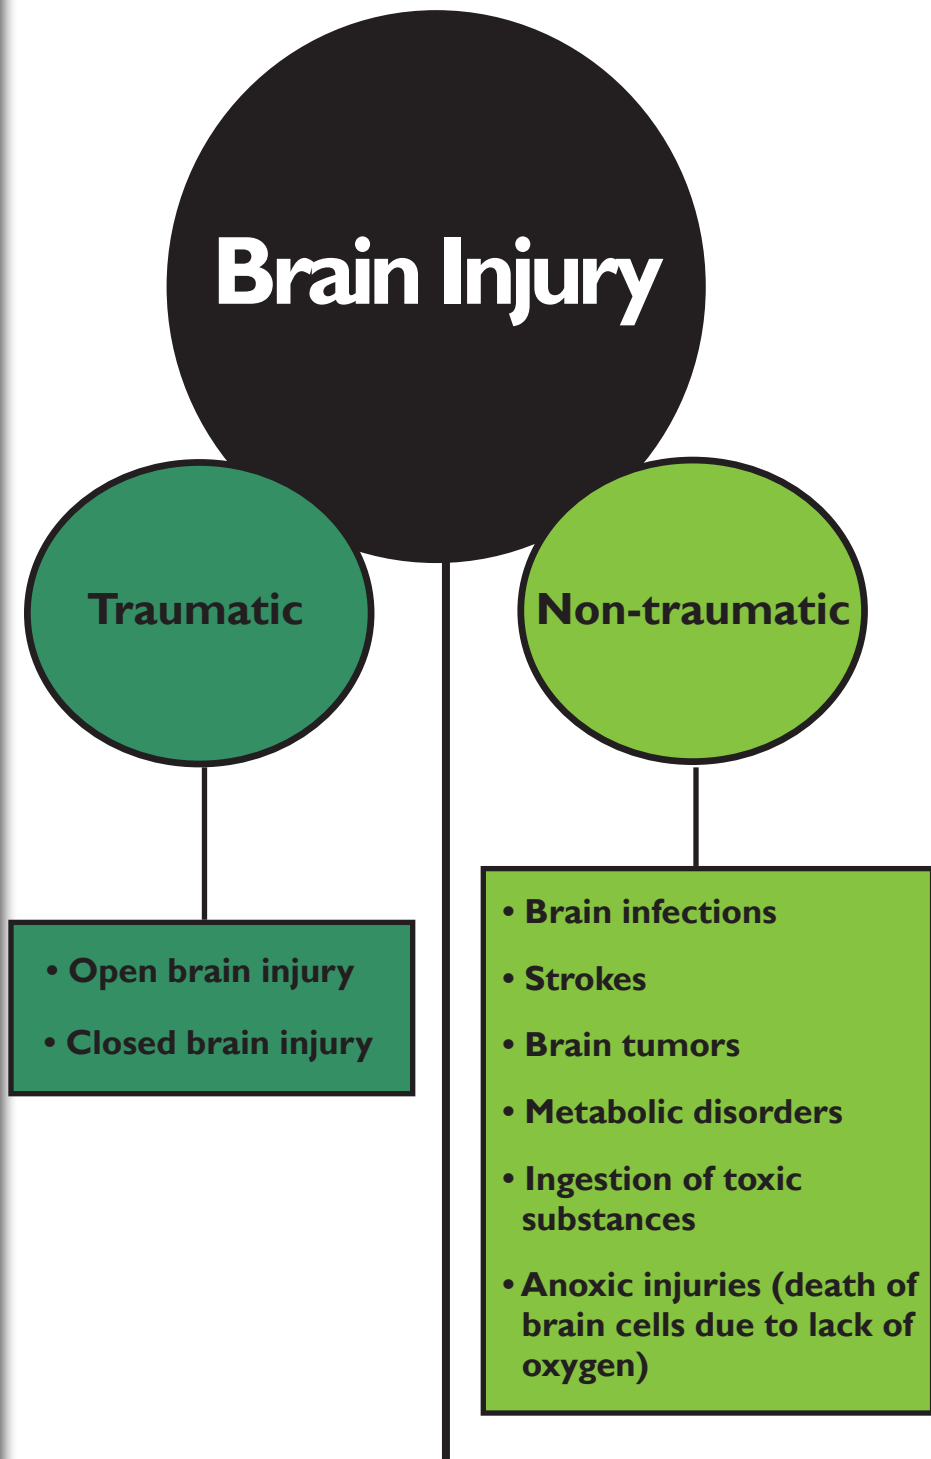 Brain Injury
Traumatic
Non-traumatic
• Open brain injury
• Closed brain injury
• Brain infections
• Strokes
• Brain tumors
• Metabolic disorders
• Ingestion of toxic
substances
• Anoxic injuries (death of
brain cells due to lack of
oxygen)